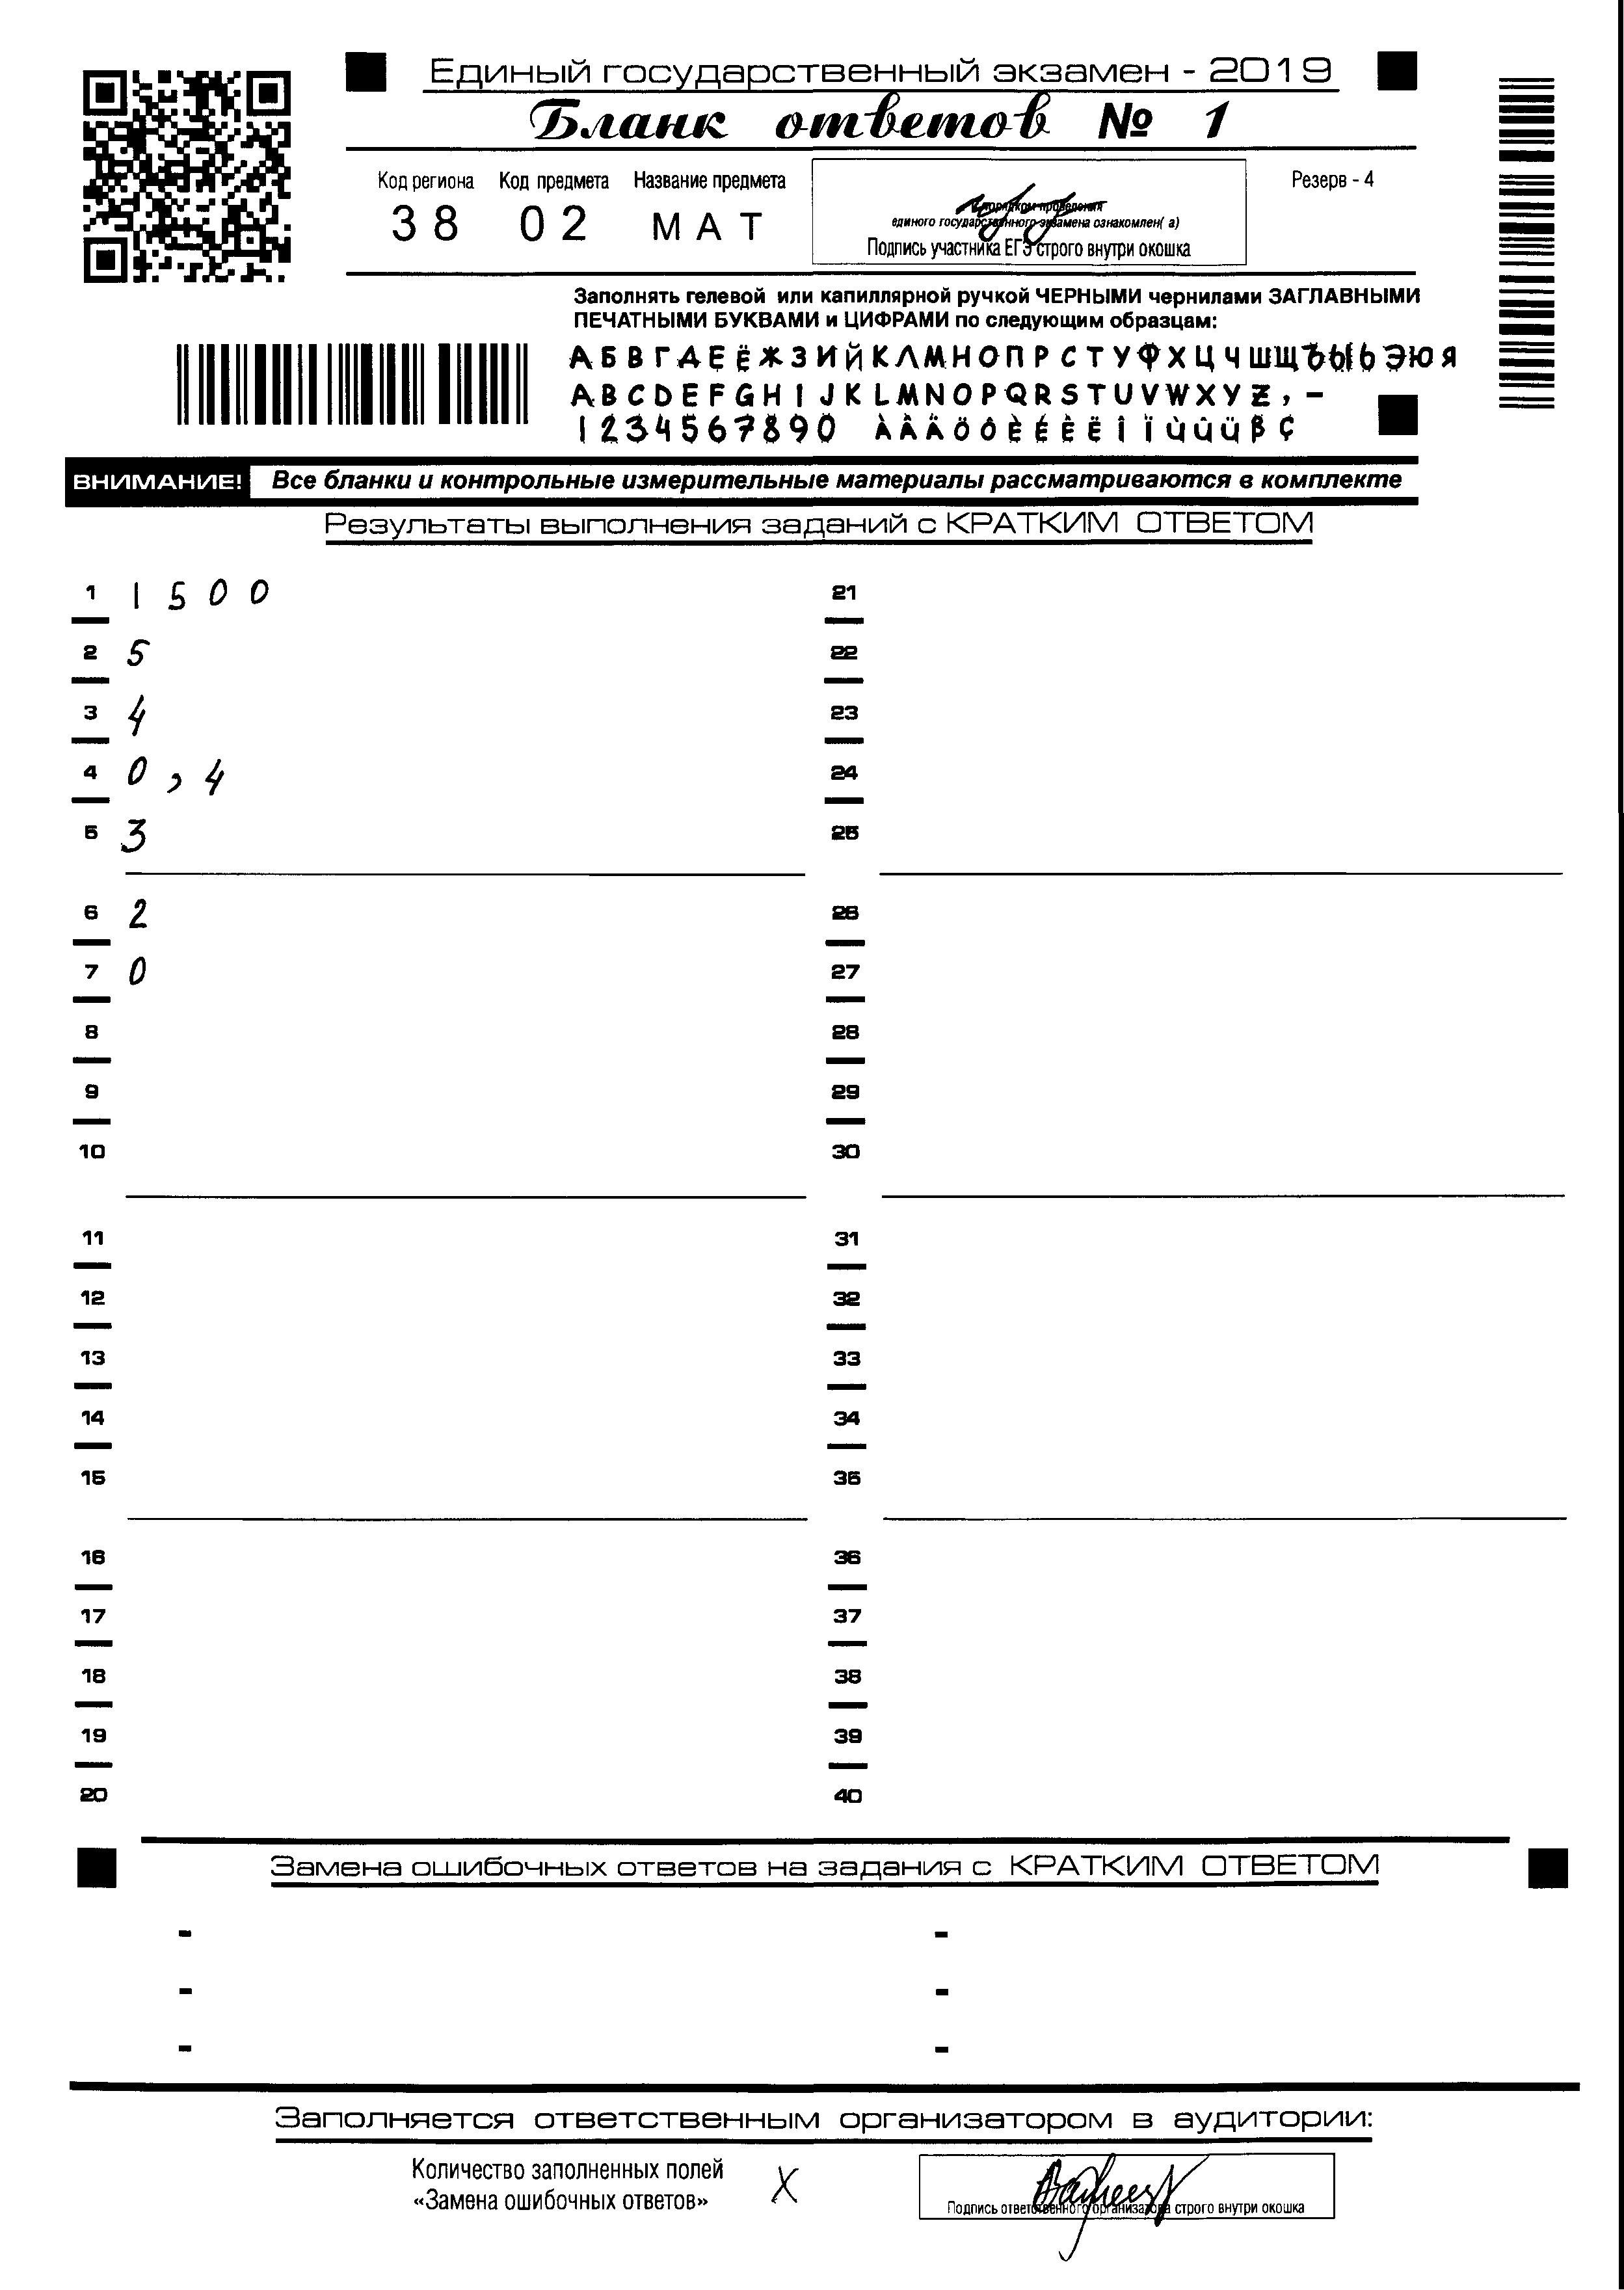 Единый государственный экзамен - 2019
Бланк ответов № 1
Код региона Код предмета Название предмета Резерв - 4
38 02 МАТ
порядком проведения
единого государственного экзамена ознакомлен( а)
Подпись участника ЕГЭ строго внутри окошка
Заполнять гелевой или капиллярной ручкой ЧЕРНЫМИ чернилами ЗАГЛАВНЫМИ
ПЕЧАТНЫМИ БУКВАМИ и ЦИФРАМИ по следующим образцам:
АБВГДЕЁЖЗИЙКЛМНОПРСТУФХЦЧШЩЪЫЬЭЮЯ
ABCDEFGHIJKLMNOPQRSTUVWXYZ,-
1234567890 ÀÂÄÖÔÈÉÊËÎÏÙÛÜßÇ
ВНИМАНИЕ! Все бланки и контрольные измерительные материалы рассматриваются в комплекте
Результаты выполнения заданий с КРАТКИМ ОТВЕТОМ
1 1500 21
2 5 22
3 4 23
4 0,4 24
5 3 25
6 2 26
7 0 27
8 28
9 29
10 30
11 31
12 32
13 33
14 34
15 35
16 36
17 37
18 38
19 39
20 40
Замена ошибочных ответов на задания с КРАТКИМ ОТВЕТОМ
- -
- -
- -
Заполняется ответственным организатором в аудитории:
Количество заполненных полей
«Замена ошибочных ответов» X
Подпись ответственного организатора строго внутри окошка